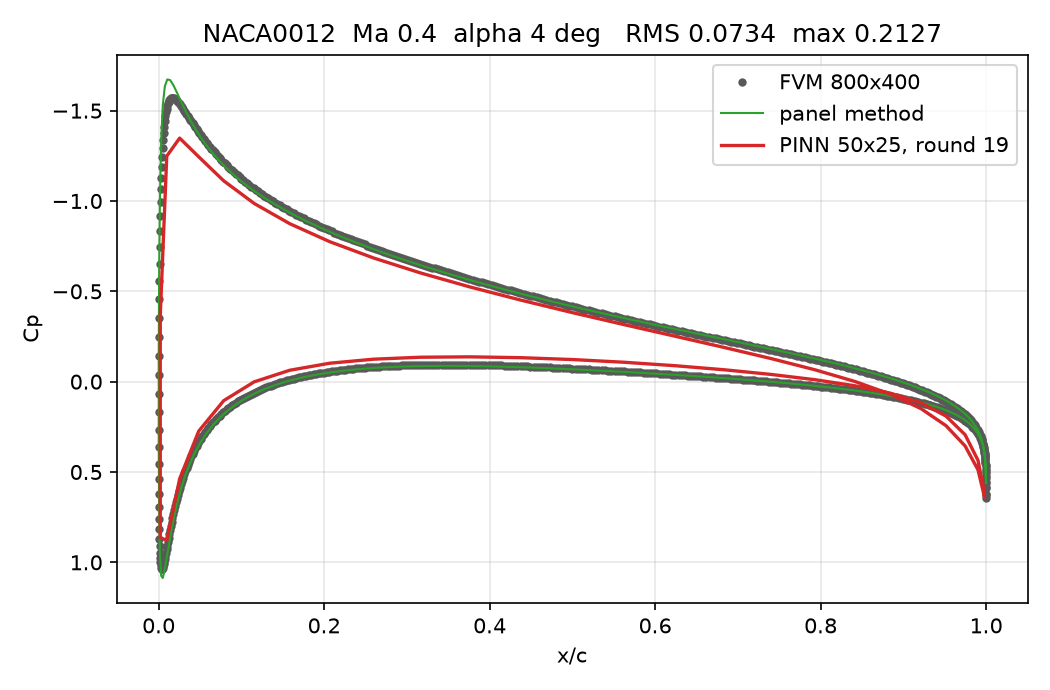 NACA0012  Ma 0.4  alpha 4 deg   RMS 0.0734  max 0.2127
FVM 800x400
panel method
PINN 50x25, round 19
Cp
−1.5
−1.0
−0.5
0.0
0.5
1.0
0.0 0.2 0.4 0.6 0.8 1.0
x/c